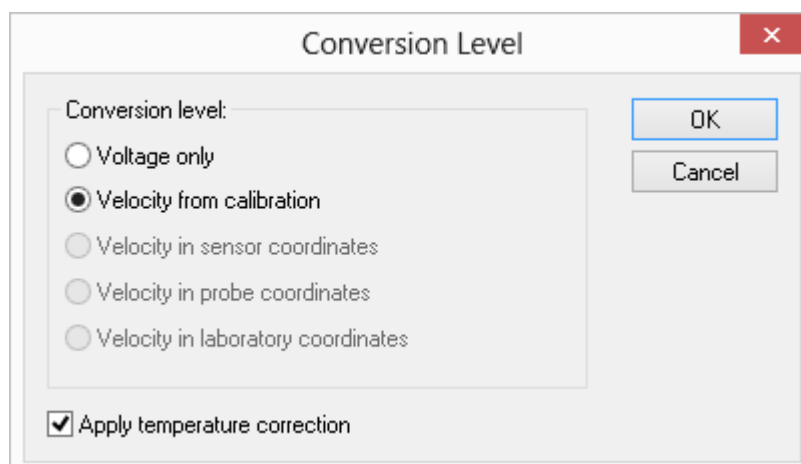 Conversion Level
Conversion level:
Voltage only
Velocity from calibration
Velocity in sensor coordinates
Velocity in probe coordinates
Velocity in laboratory coordinates
Apply temperature correction
OK
Cancel